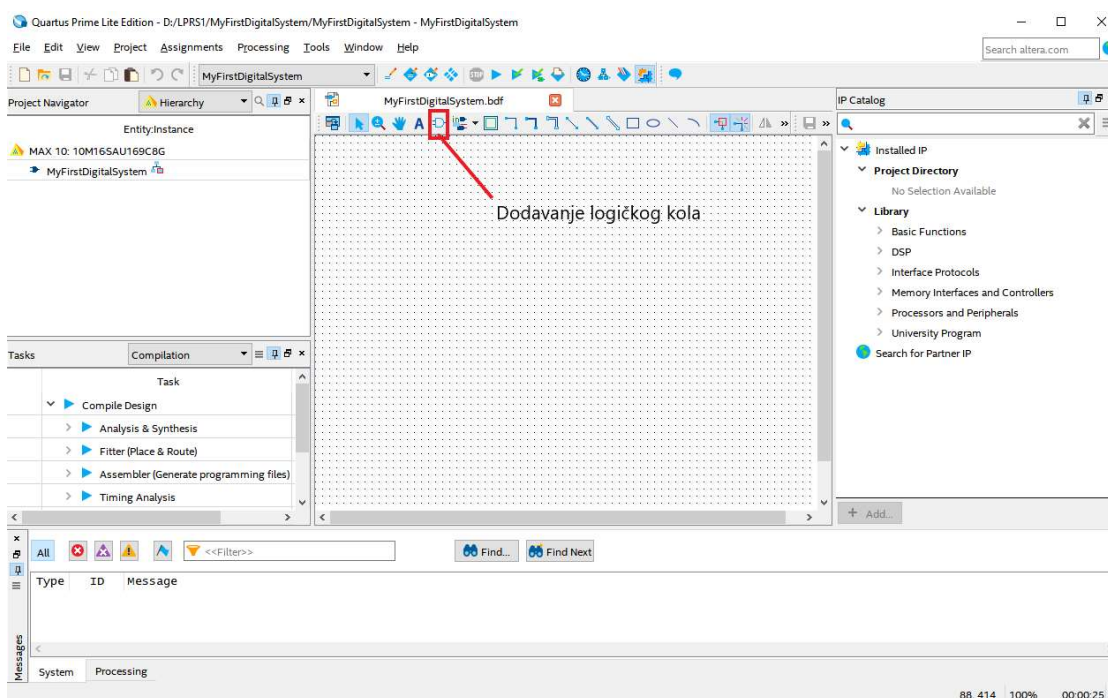 Quartus Prime Lite Edition - D:/LPRS1/MyFirstDigitalSystem/MyFirstDigitalSystem - MyFirstDigitalSystem
File Edit View Project Assignments Processing Tools Window Help
Search altera.com
MyFirstDigitalSystem
Project Navigator
Hierarchy
Entity:Instance
MAX 10: 10M16SAU169C8G
MyFirstDigitalSystem
MyFirstDigitalSystem.bdf
A
Dodavanje logičkog kola
IP Catalog
Installed IP
Project Directory
No Selection Available
Library
Basic Functions
DSP
Interface Protocols
Memory Interfaces and Controllers
Processors and Peripherals
University Program
Search for Partner IP
+ Add...
Tasks
Compilation
Task
Compile Design
Analysis & Synthesis
Fitter (Place & Route)
Assembler (Generate programming files)
Timing Analysis
All
<<Filter>>
Find...
Find Next
Type ID Message
Messages
System Processing
88, 414 100% 00:00:25